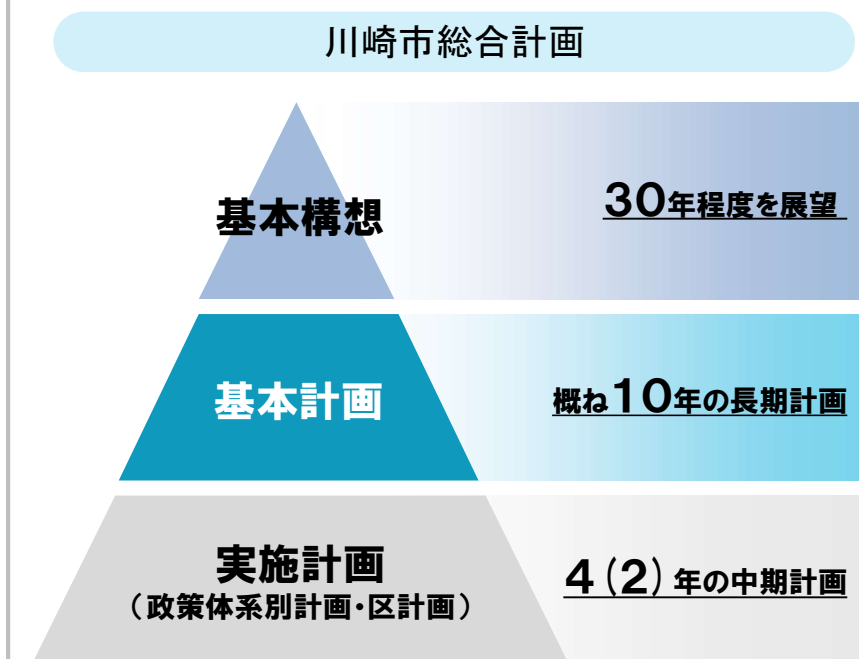 川崎市総合計画
基本構想
30年程度を展望
基本計画
概ね10年の長期計画
実施計画
（政策体系別計画・区計画）
4(2)年の中期計画